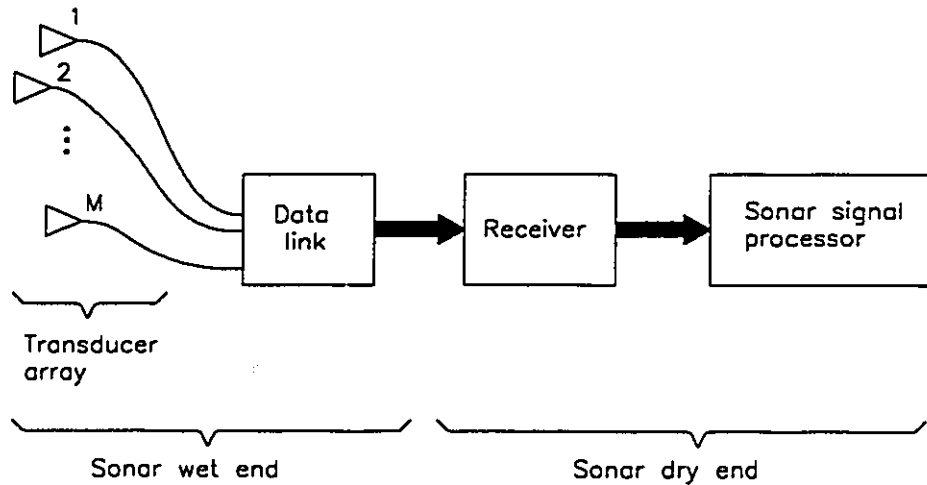 1
2
M
Data
link
Receiver
Sonar signal
processor
Transducer
array
Sonar wet end
Sonar dry end